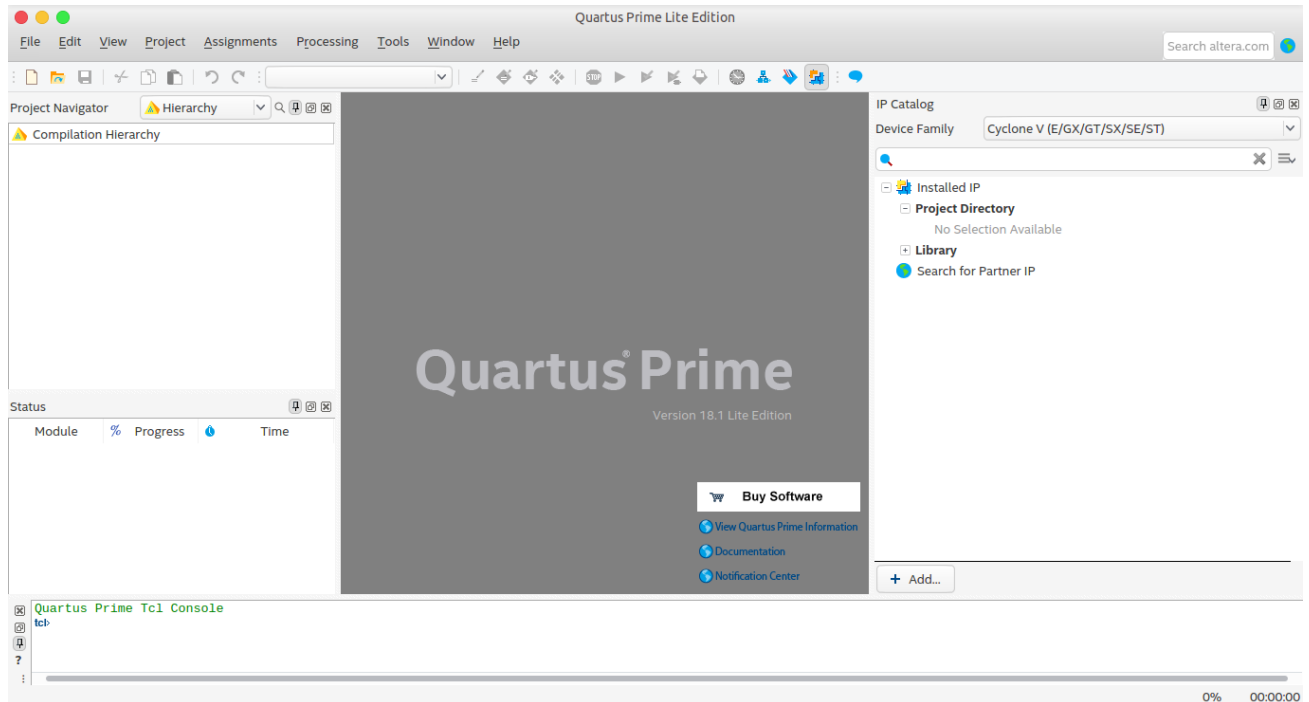 Quartus Prime Lite Edition
File Edit View Project Assignments Processing Tools Window Help
Search altera.com
STOP
Project Navigator
Hierarchy
Compilation Hierarchy
Status
Module % Progress Time
Quartus® Prime
Version 18.1 Lite Edition
Buy Software
View Quartus Prime Information
Documentation
Notification Center
IP Catalog
Device Family Cyclone V (E/GX/GT/SX/SE/ST)
Installed IP
Project Directory
No Selection Available
Library
Search for Partner IP
+ Add...
Quartus Prime Tcl Console
tcl>
?
0% 00:00:00